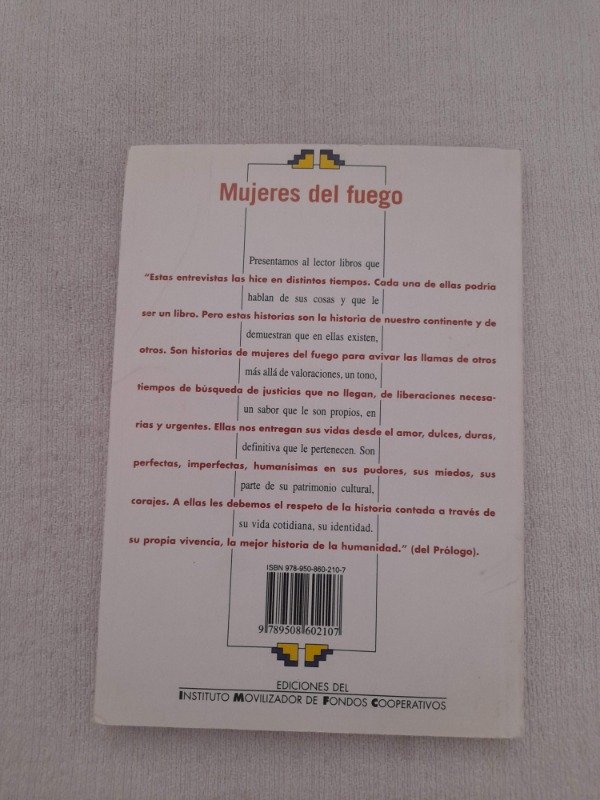 Mujeres del fuego
Presentamos al lector libros que
"Estas entrevistas las hice en distintos tiempos. Cada una de ellas podría
hablan de sus cosas y que le
ser un libro. Pero estas historias son la historia de nuestro continente y de
demuestran que en ellas existen,
otros. Son historias de mujeres del fuego para avivar las llamas de otros
más allá de valoraciones, un tono,
tiempos de búsqueda de justicias que no llegan, de liberaciones necesa-
un sabor que le son propios, en
rias y urgentes. Ellas nos entregan sus vidas desde el amor, dulces, duras,
definitiva que le pertenecen. Son
perfectas, imperfectas, humanísimas en sus pudores, sus miedos, sus
parte de su patrimonio cultural,
corajes. A ellas les debemos el respeto de la historia contada a través de
su vida cotidiana, su identidad.
su propia vivencia, la mejor historia de la humanidad." (del Prólogo).
ISBN 978-950-860-210-7
9 789508 602107
EDICIONES DEL
INSTITUTO MOVILIZADOR DE FONDOS COOPERATIVOS